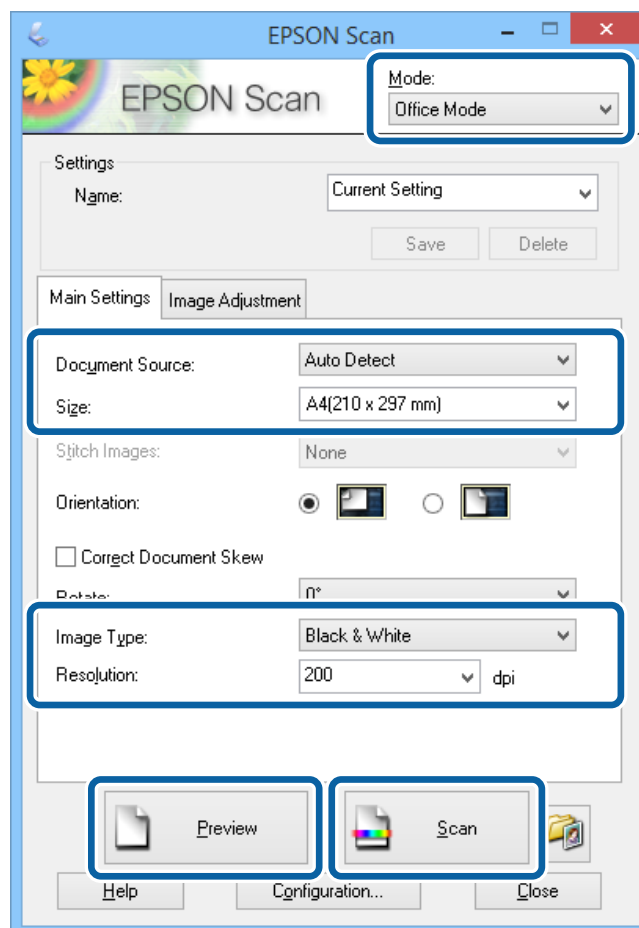 EPSON Scan
EPSON Scan
Mode:
Office Mode
Settings
Name:
Current Setting
Save Delete
Main Settings Image Adjustment
Document Source: Auto Detect
Size: A4(210 x 297 mm)
Stitch Images: None
Orientation:
Correct Document Skew
Rotate: 0°
Image Type: Black & White
Resolution: 200 dpi
Preview Scan
Help Configuration... Close